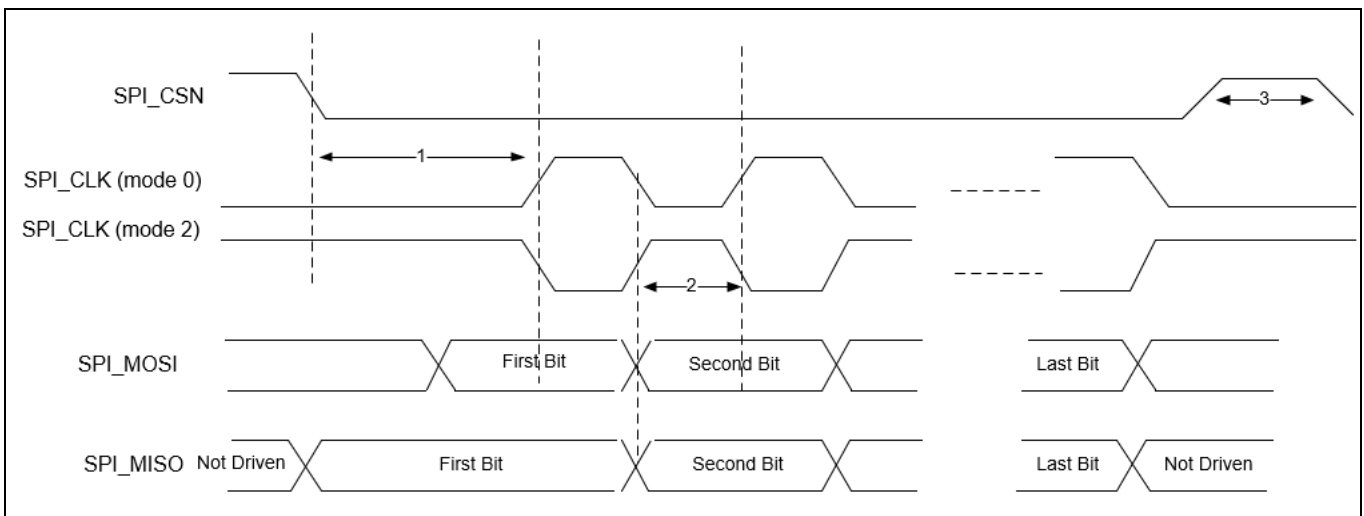 SPI_CSN
3
1
SPI_CLK (mode 0)
SPI_CLK (mode 2)
2
SPI_MOSI First Bit Second Bit Last Bit
SPI_MISO Not Driven First Bit Second Bit Last Bit Not Driven